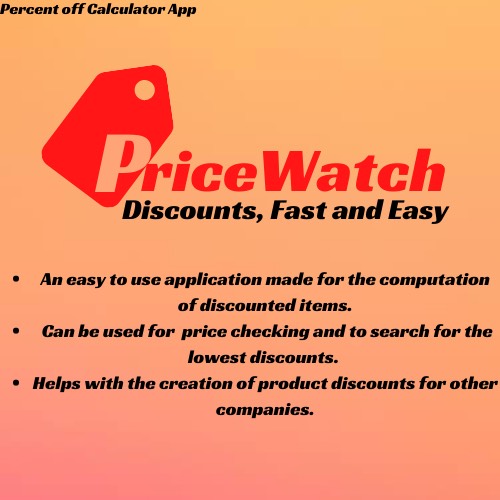 Percent off Calculator App
PriceWatch
Discounts, Fast and Easy
• An easy to use application made for the computation
of discounted items.
• Can be used for price checking and to search for the
lowest discounts.
• Helps with the creation of product discounts for other
companies.